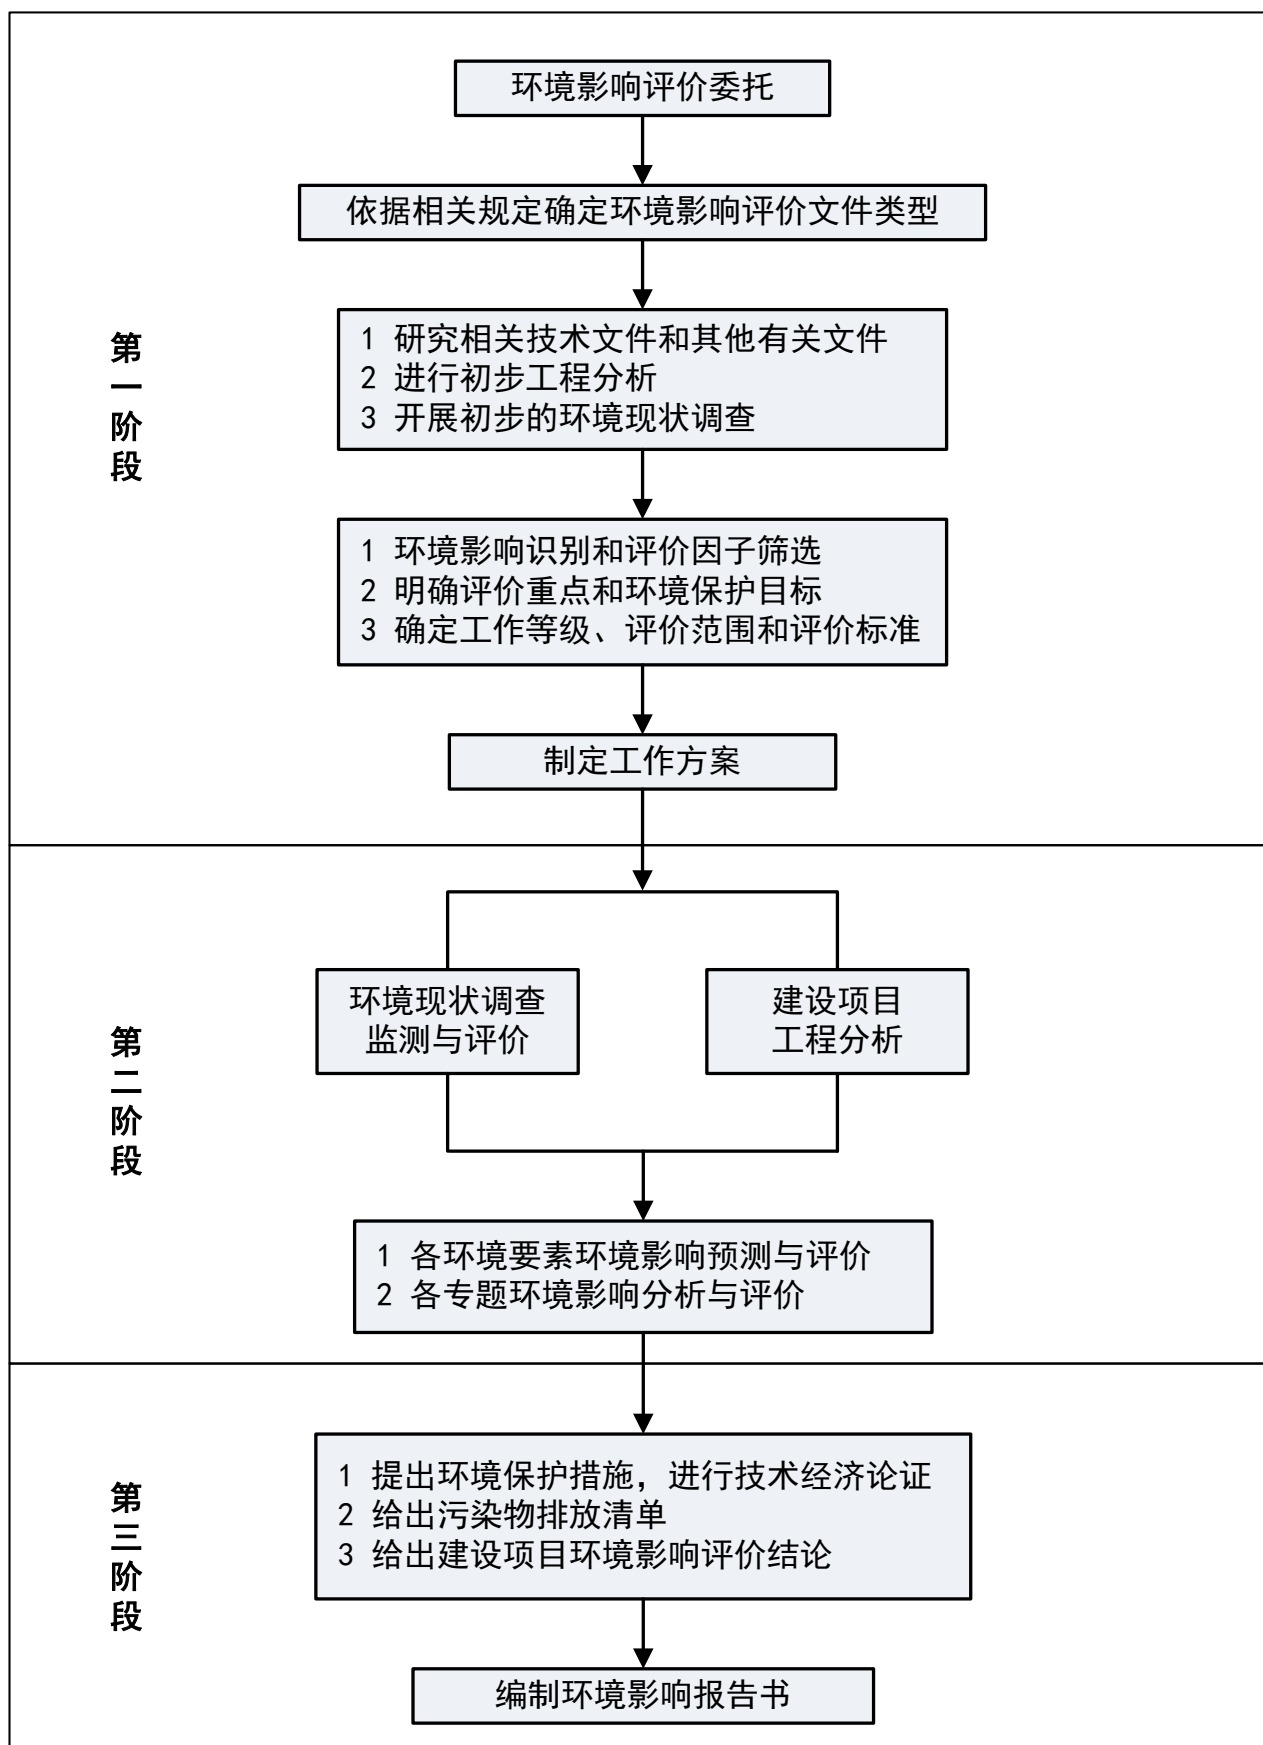 环境影响评价委托
依据相关规定确定环境影响评价文件类型
第一阶段
1 研究相关技术文件和其他有关文件
2 进行初步工程分析
3 开展初步的环境现状调查
1 环境影响识别和评价因子筛选
2 明确评价重点和环境保护目标
3 确定工作等级、评价范围和评价标准
制定工作方案
第二阶段
环境现状调查
监测与评价
建设项目
工程分析
1 各环境要素环境影响预测与评价
2 各专题环境影响分析与评价
第三阶段
1 提出环境保护措施，进行技术经济论证
2 给出污染物排放清单
3 给出建设项目环境影响评价结论
编制环境影响报告书